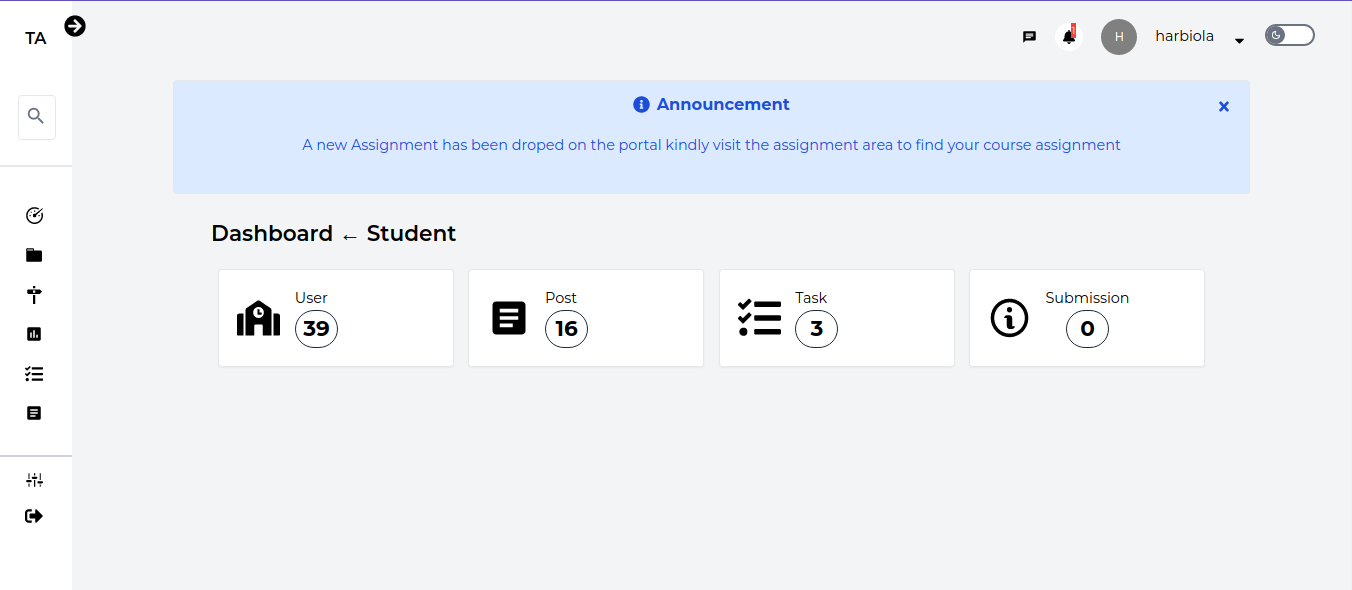 TA
H
harbiola
Announcement
A new Assignment has been droped on the portal kindly visit the assignment area to find your course assignment
Dashboard ← Student
User
39
Post
16
Task
3
Submission
0